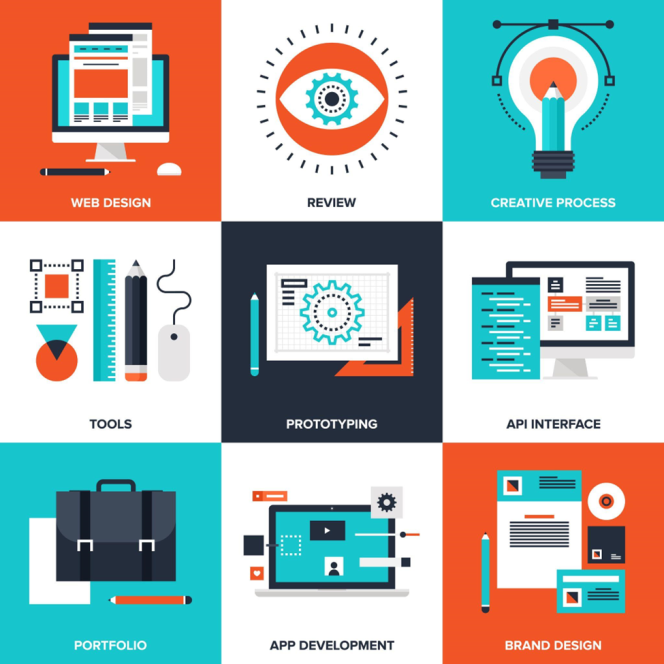 WEB DESIGN
REVIEW
CREATIVE PROCESS
TOOLS
PROTOTYPING
API INTERFACE
PORTFOLIO
APP DEVELOPMENT
BRAND DESIGN